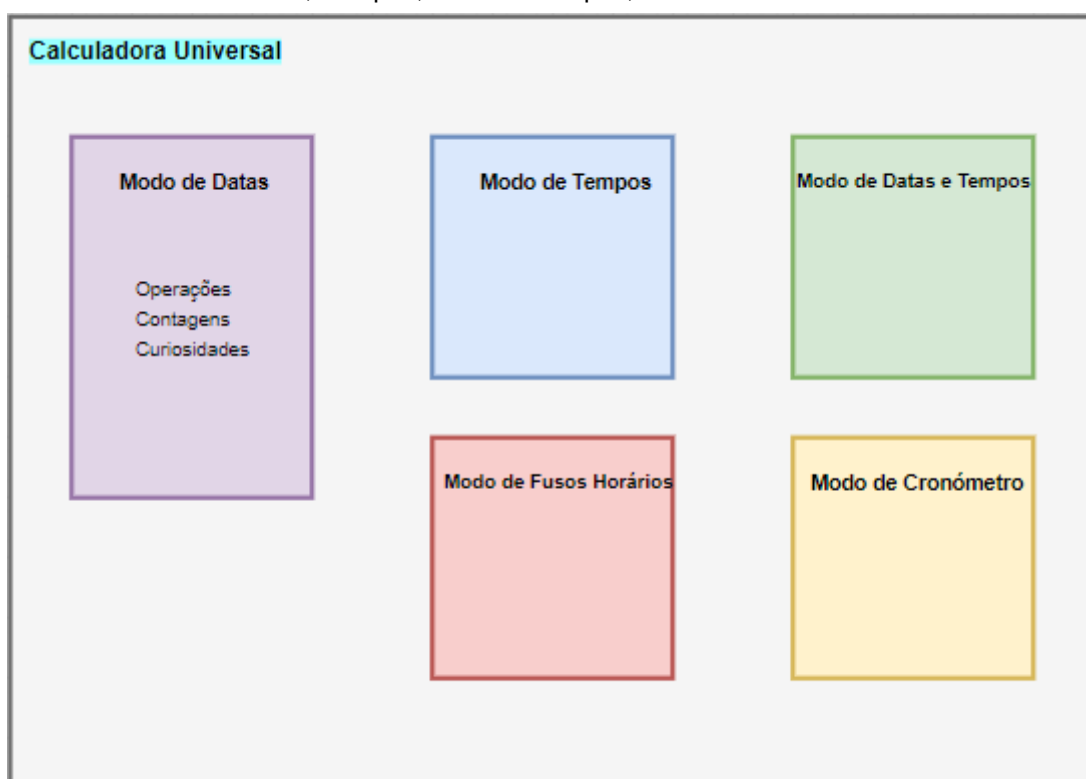 Calculadora Universal
Modo de Datas
Operações
Contagens
Curiosidades
Modo de Tempos
Modo de Datas e Tempos
Modo de Fusos Horários
Modo de Cronómetro